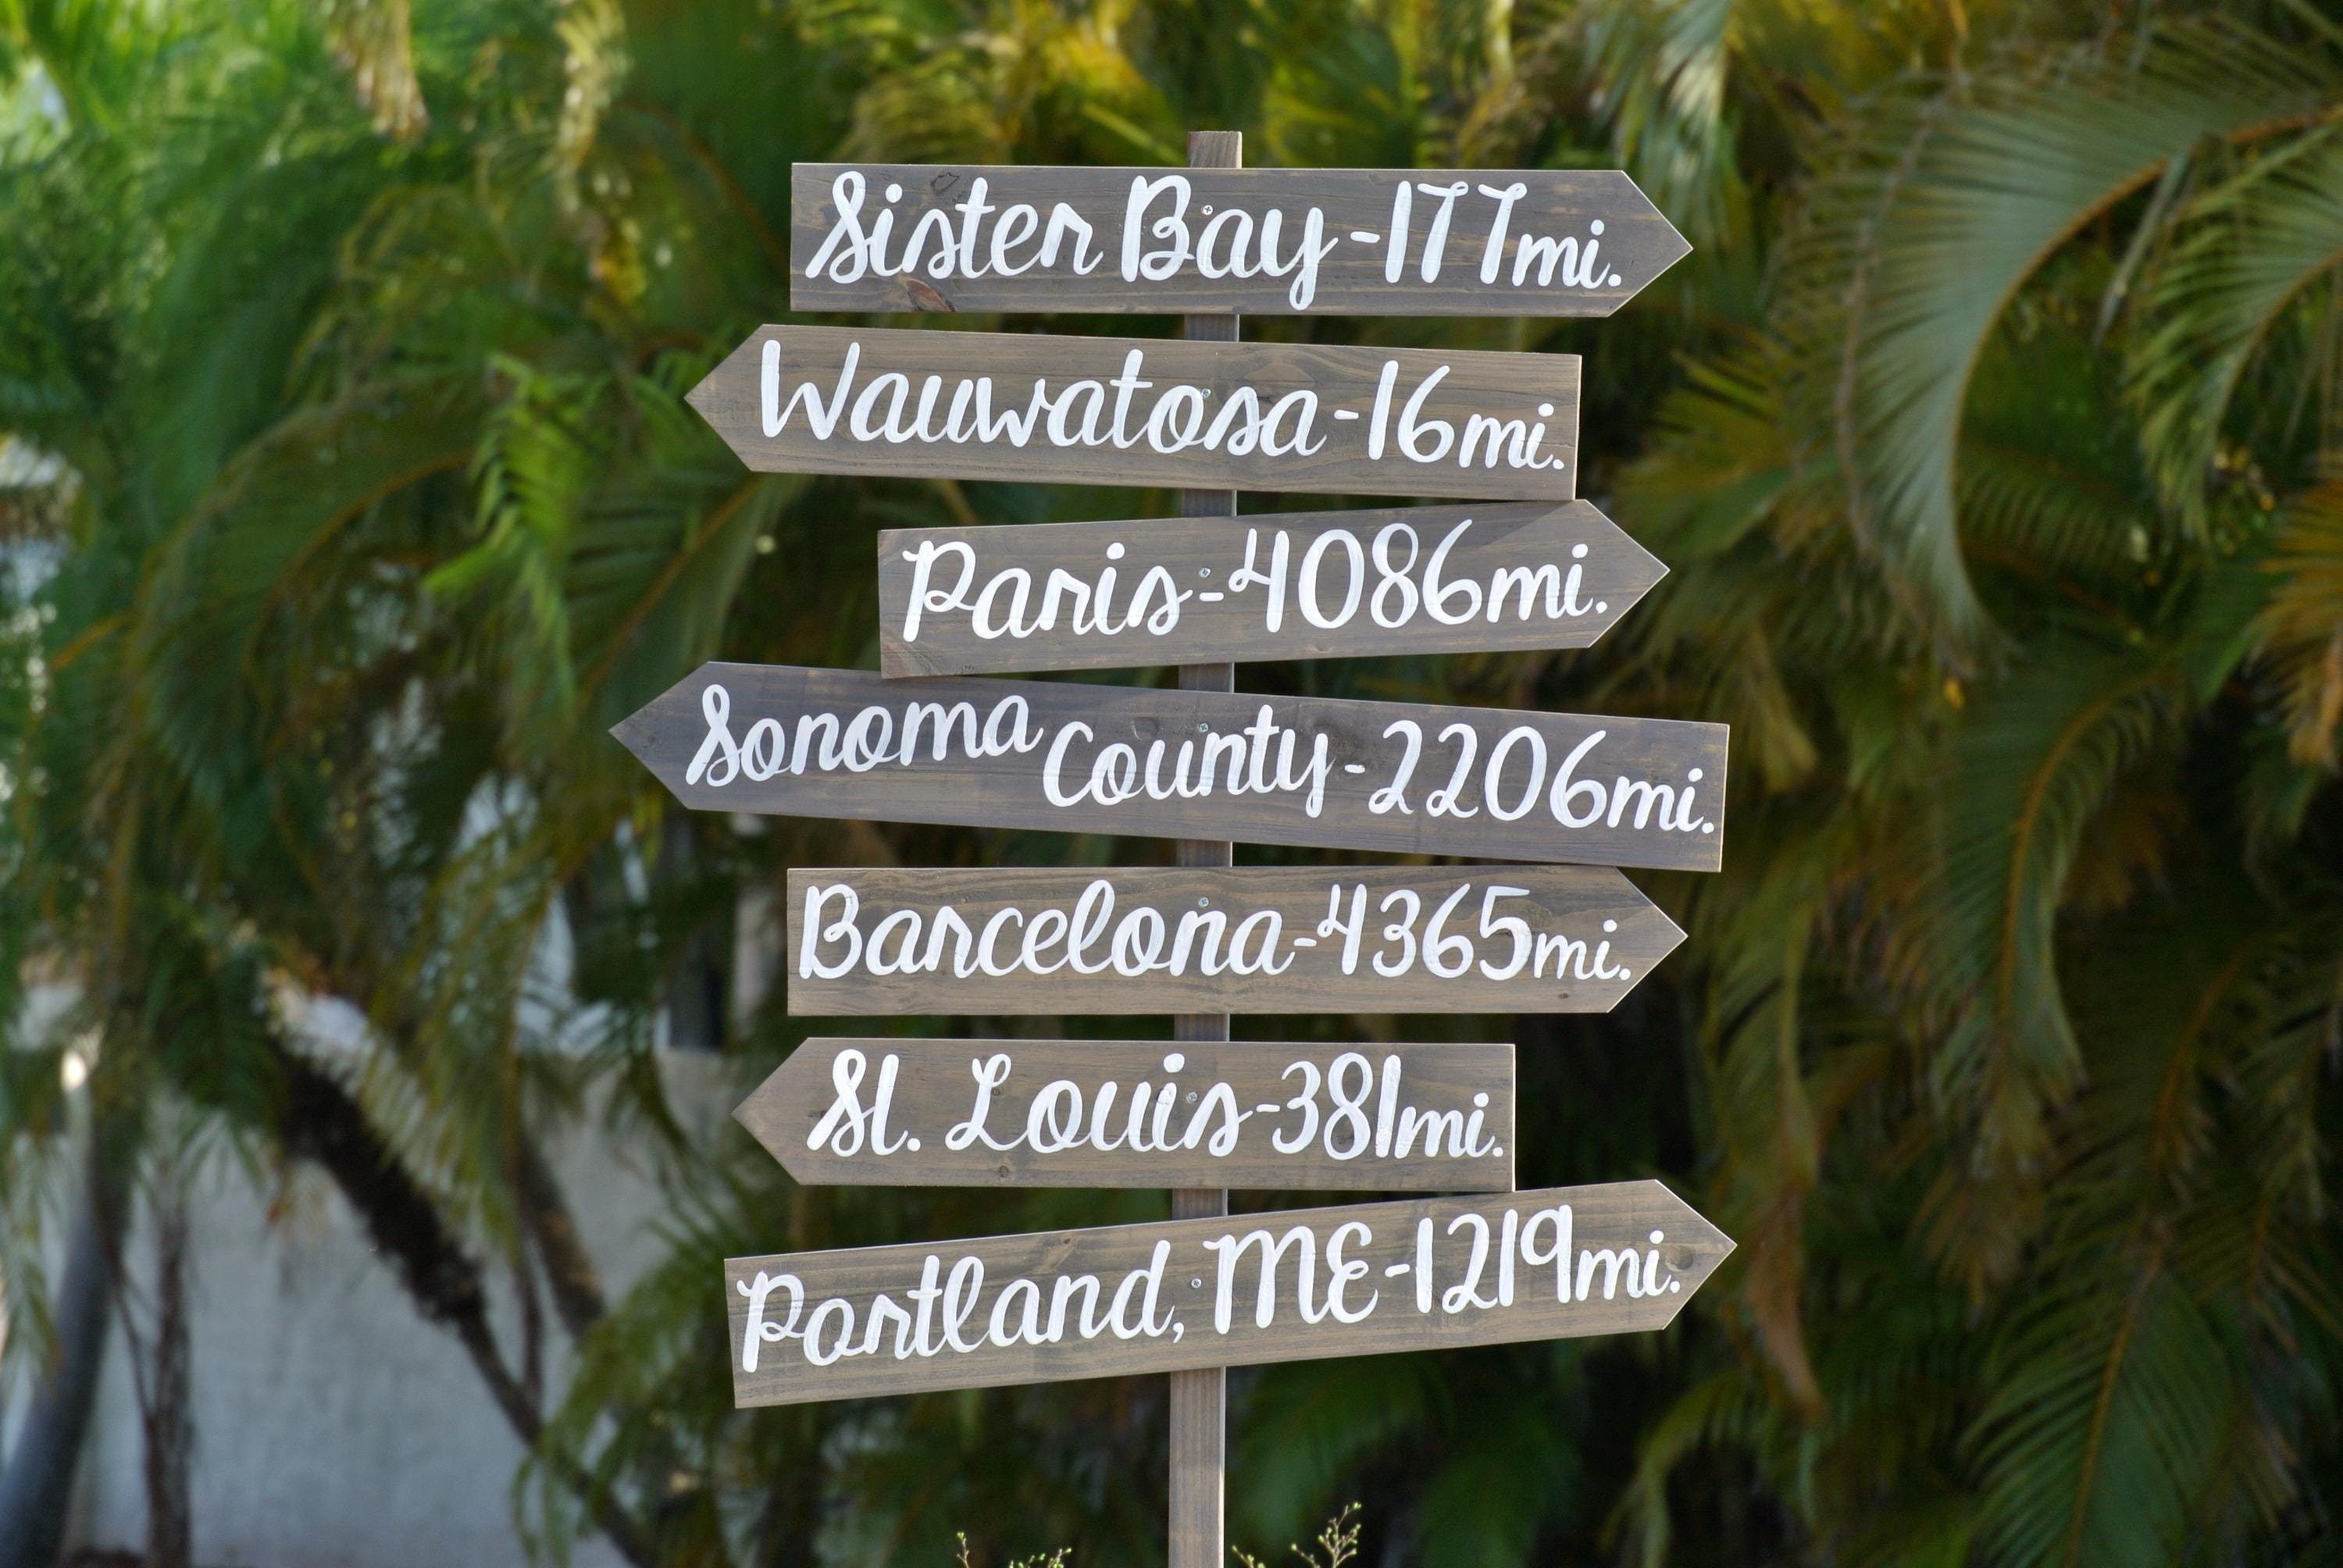 Sister Bay-177mi.
Wauwatosa-16mi.
Paris-4086mi.
Sonoma County-2206mi.
Barcelona-4365mi.
St. Louis-381mi.
Portland, ME-1219mi.